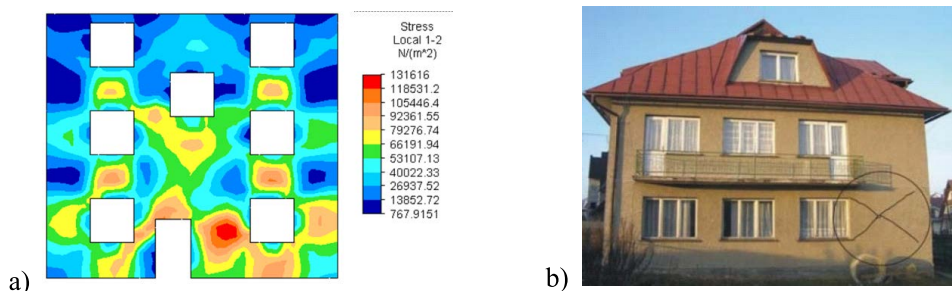 Stress
Local 1-2
N/(m^2)
131616
118531.2
105446.4
92361.55
79276.74
66191.94
53107.13
40022.33
26937.52
13852.72
767.9151
a)
b)